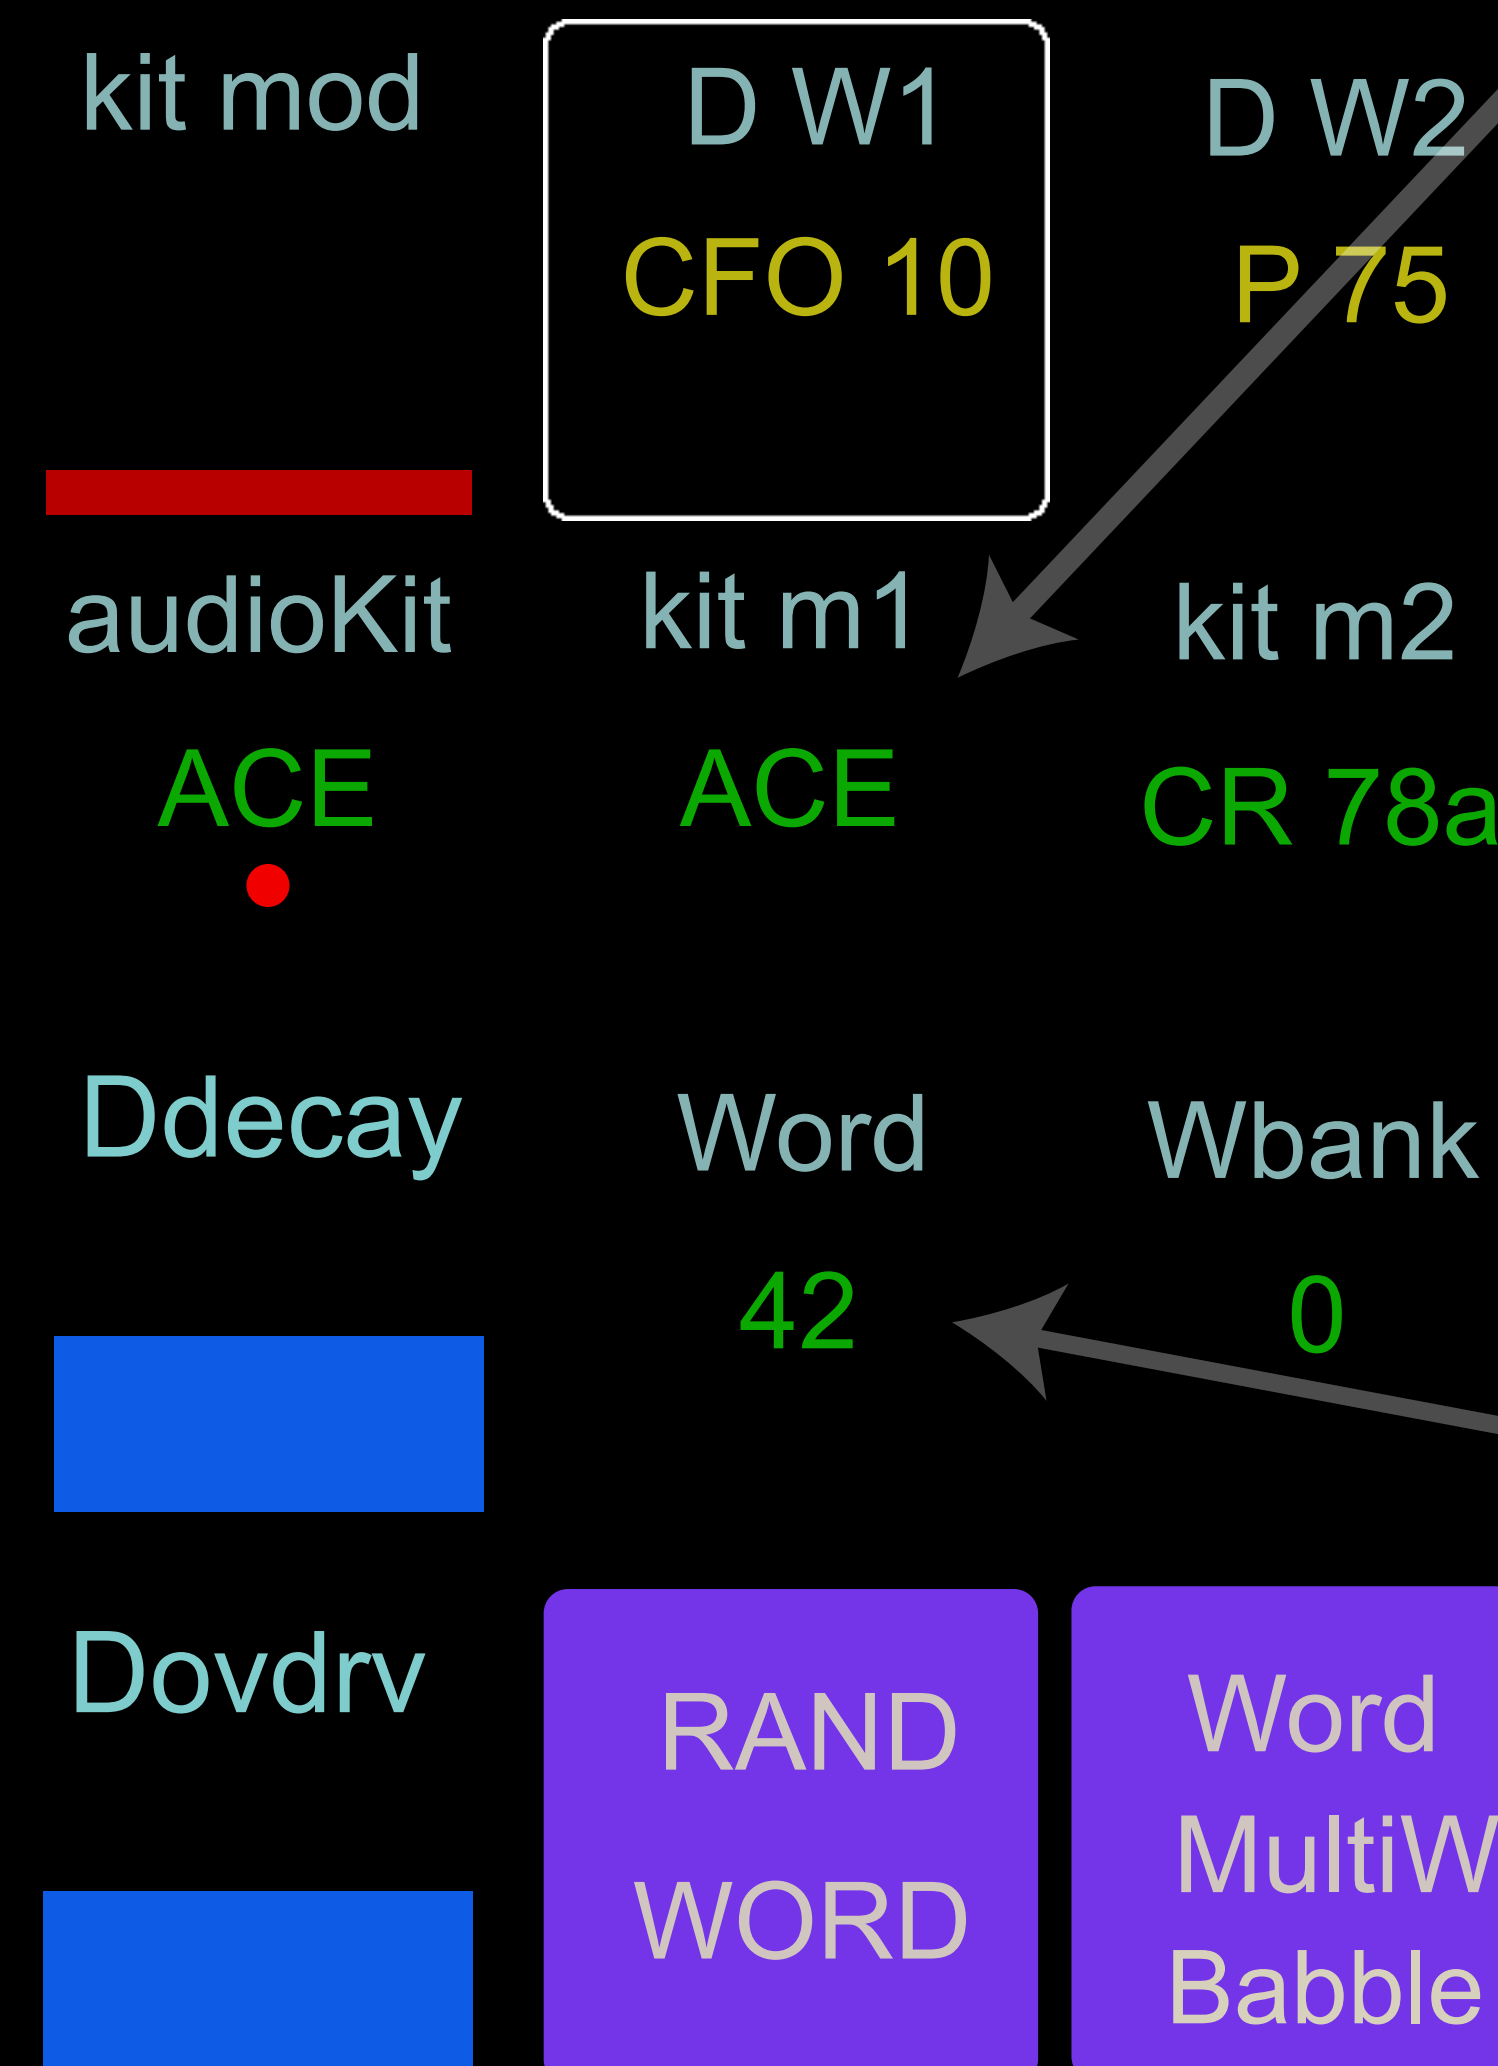 kit mod
D W1
D W2
CFO 10
P 75
audioKit
kit m1
kit m2
ACE
ACE
CR 78a
Ddecay
Word
Wbank
42
0
Dovdrv
RAND
WORD
Word
MultiW
Babble